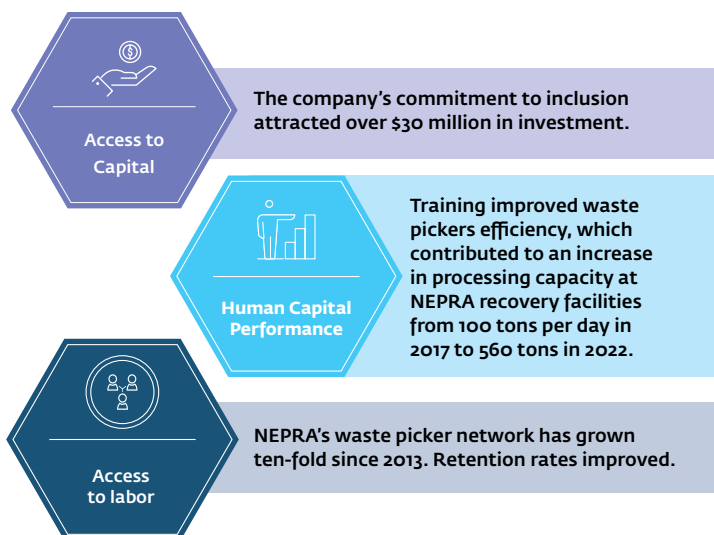 Access to
Capital
The company's commitment to inclusion
attracted over $30 million in investment.
Human Capital
Performance
Training improved waste
pickers efficiency, which
contributed to an increase
in processing capacity at
NEPRA recovery facilities
from 100 tons per day in
2017 to 560 tons in 2022.
Access
to labor
NEPRA's waste picker network has grown
ten-fold since 2013. Retention rates improved.